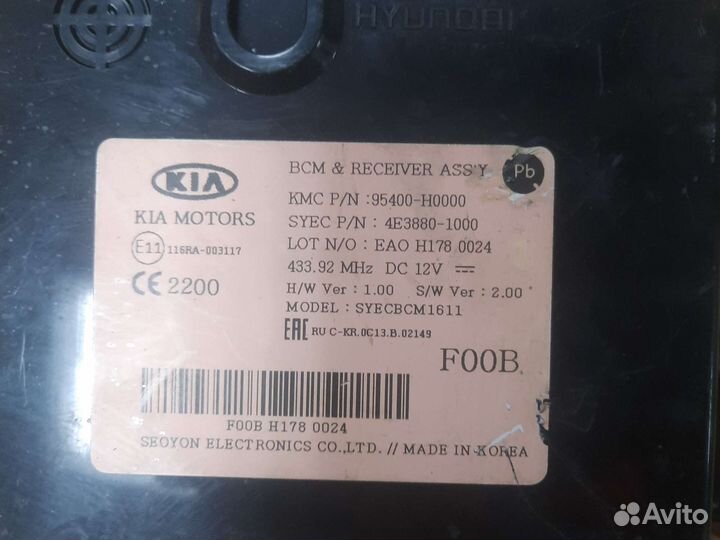 HYUNDAI
KIA
KIA MOTORS
E11 116RA-003117
CE 2200
BCM & RECEIVER ASS'Y Pb
KMC P/N :95400-H0000
SYEC P/N : 4E3880-1000
LOT N/O : EAO H178 0024
433.92 MHz DC 12V
H/W Ver : 1.00 S/W Ver : 2.00
MODEL : SYECBCM1611
EAC RU C-KR.0C13.B.02149
F00B
F00B H178 0024
SEOYON ELECTRONICS CO.,LTD. // MADE IN KOREA
Avito